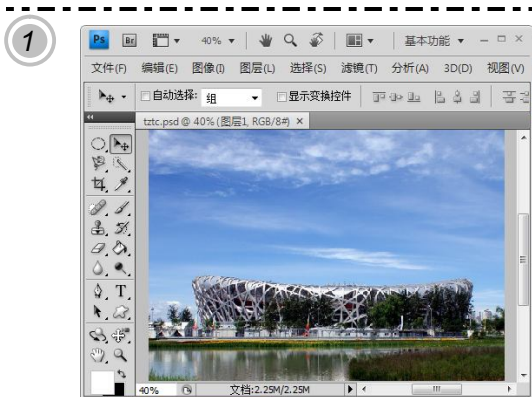 1
Ps Br 40% 基本功能
文件(F) 编辑(E) 图像(I) 图层(L) 选择(S) 滤镜(T) 分析(A) 3D(D) 视图(V)
自动选择: 组 显示变换控件
tztc.psd @ 40% (图层1, RGB/8#) ×
T
40% 文档:2.25M/2.25M